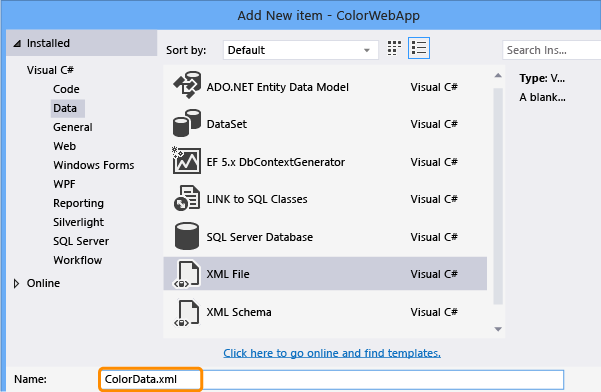 Add New item - ColorWebApp
Installed
Sort by: Default
Search Ins...
Visual C#
Code
Data
General
Web
Windows Forms
WPF
Reporting
Silverlight
SQL Server
Workflow
Online
ADO.NET Entity Data Model Visual C#
DataSet Visual C#
EF 5.x DbContextGenerator Visual C#
LINK to SQL Classes Visual C#
SQL Server Database Visual C#
XML File Visual C#
XML Schema Visual C#
Type: V...
A blank...
Click here to go online and find templates.
Name: ColorData.xml